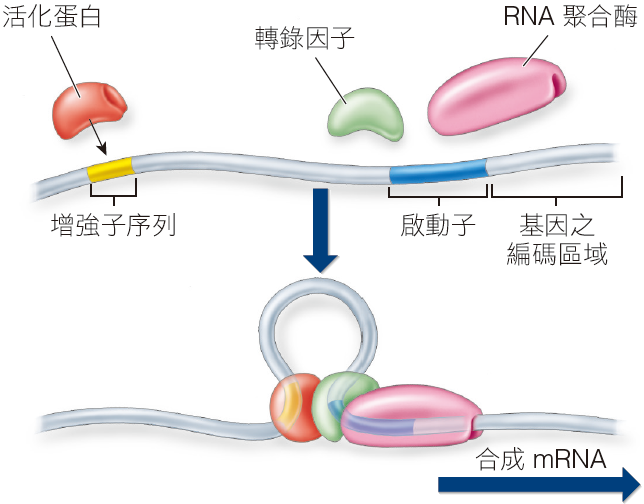 活化蛋白
轉錄因子
RNA 聚合酶
增強子序列
啟動子
基因之
編碼區域
合成 mRNA